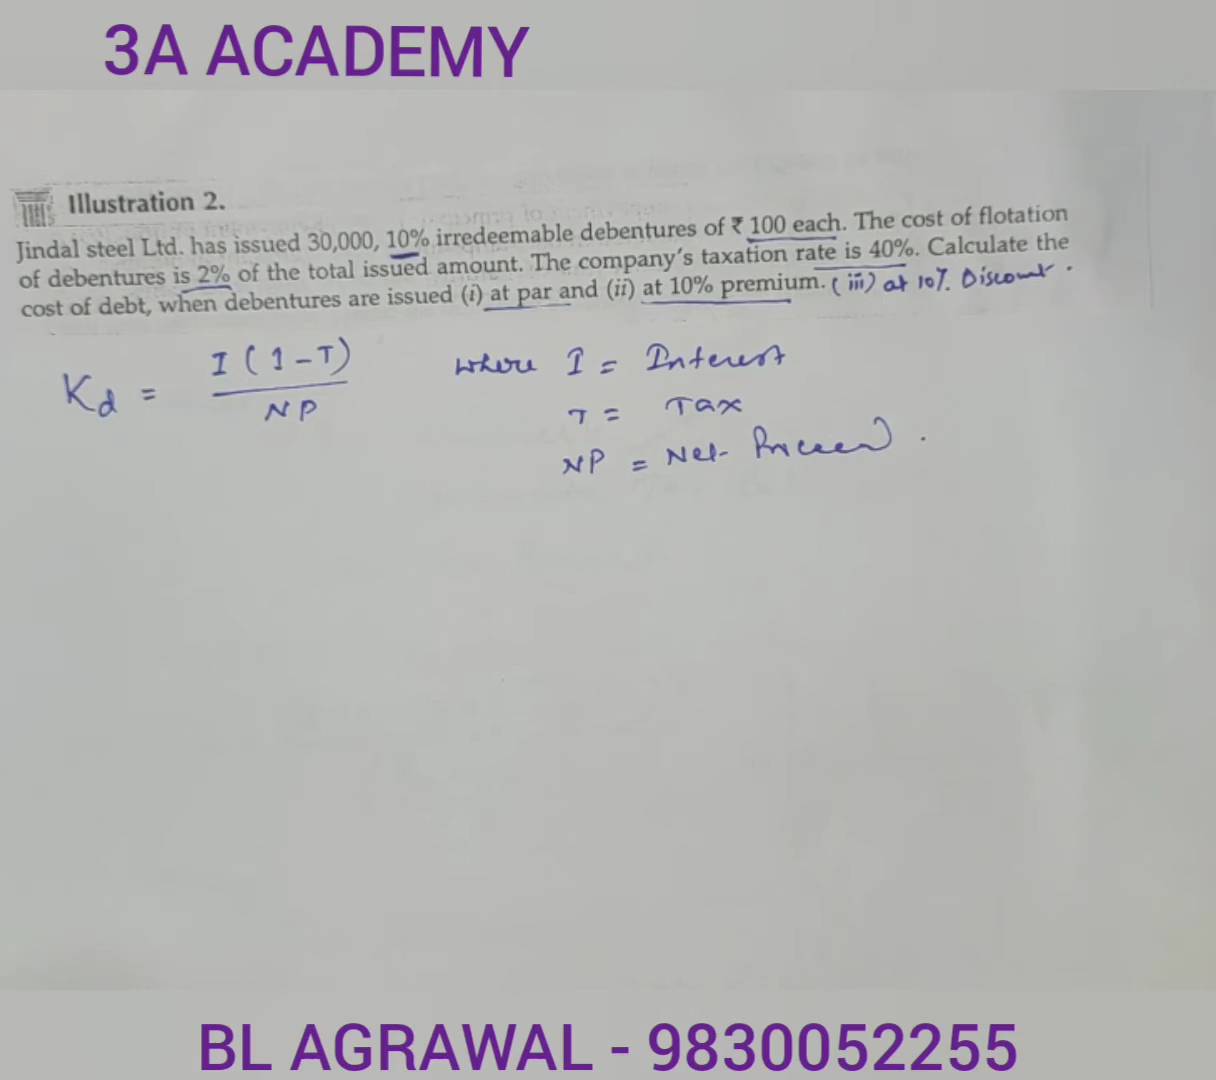 3A ACADEMY
Illustration 2.
Jindal steel Ltd. has issued 30,000, 10% irredeemable debentures of ₹ 100 each. The cost of flotation
of debentures is 2% of the total issued amount. The company's taxation rate is 40%. Calculate the
cost of debt, when debentures are issued (i) at par and (ii) at 10% premium. (iii) at 10% Discount.
Kd = I (1-T) / NP
where I = Interest
T = Tax
NP = Net Proceed.
BL AGRAWAL - 9830052255